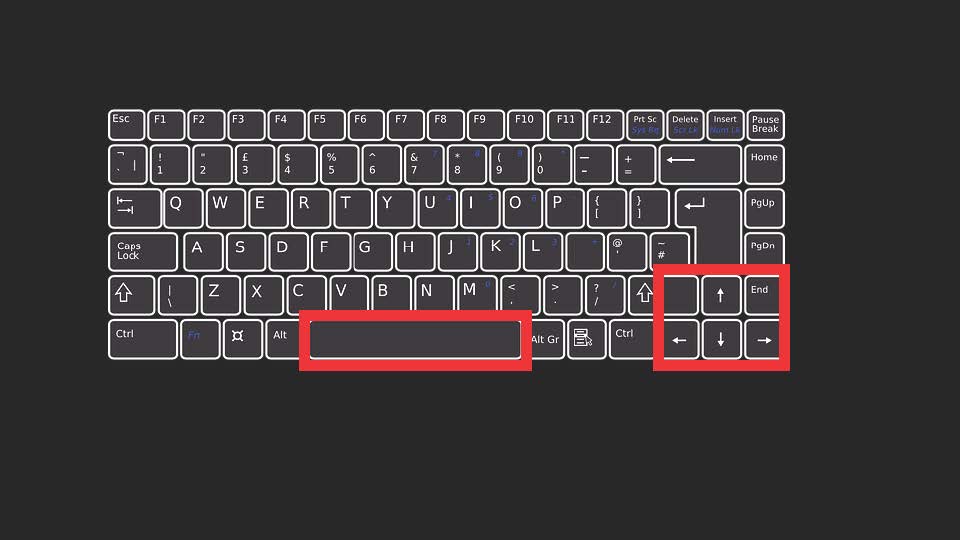 Esc F1 F2 F3 F4 F5 F6 F7 F8 F9 F10 F11 F12 Prt Sc Delete Insert Pause
Sys Rq Scr Lk Num Lk Break
¬ ! " £ $ % ^ & 7 * 8 ( 9 ) * — + Home
` | 1 2 3 4 5 6 7 8 9 0 - =
Q W E R T Y U 4 I 5 O 6 P { } PgUp
[ ]
Caps A S D F G H J 1 K 2 L 3 + @ ~ PgDn
Lock ' #
| Z X C V B N M 0 < > ? / End
\ , . /
Ctrl Fn Alt Alt Gr Ctrl